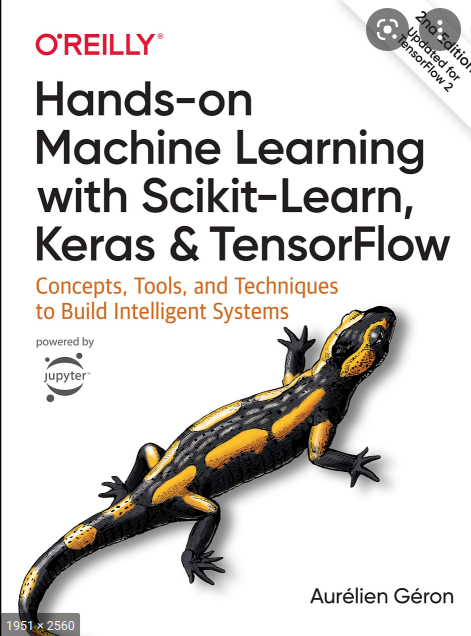 O'REILLY®
2nd Edition
Updated for
TensorFlow 2
Hands-on
Machine Learning
with Scikit-Learn,
Keras & TensorFlow
Concepts, Tools, and Techniques
to Build Intelligent Systems
powered by
jupyter™
Aurélien Géron
1951 × 2560